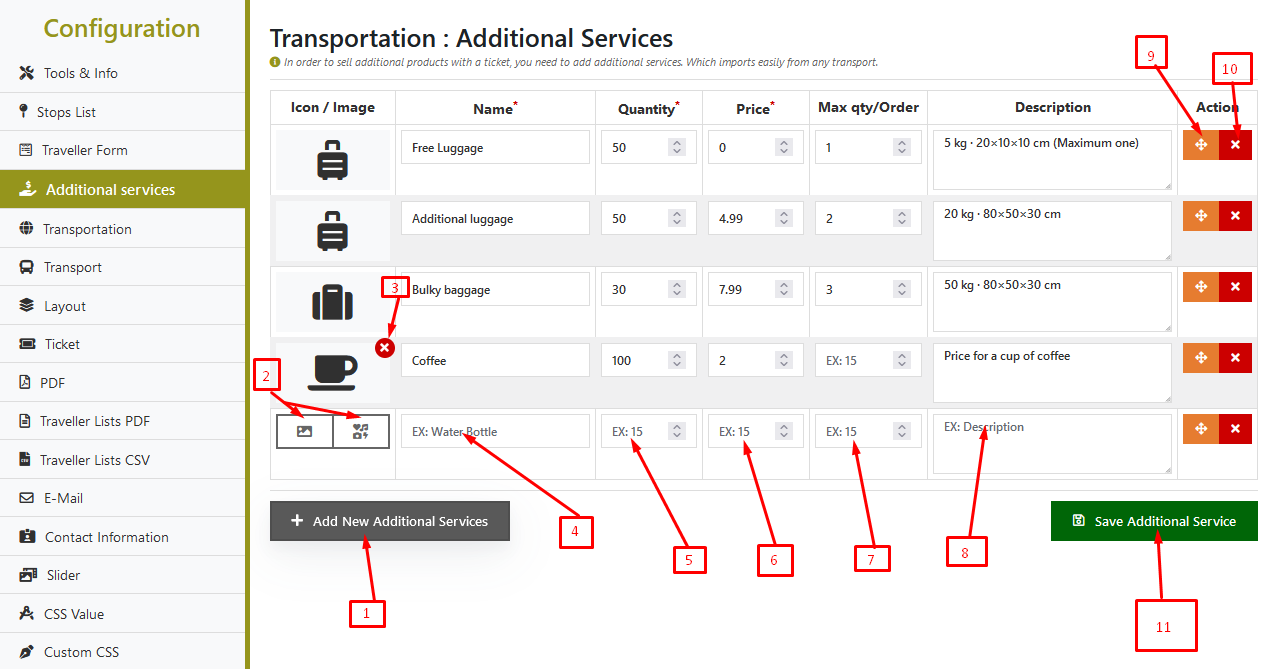 Configuration
Tools & Info
Stops List
Traveller Form
Additional services
Transportation
Transport
Layout
Ticket
PDF
Traveller Lists PDF
Traveller Lists CSV
E-Mail
Contact Information
Slider
CSS Value
Custom CSS
Transportation : Additional Services
In order to sell additional products with a ticket, you need to add additional services. Which imports easily from any transport.
9
10
Icon / Image Name* Quantity* Price* Max qty/Order Description Action
Free Luggage 50 0 1 5 kg · 20×10×10 cm (Maximum one)
Additional luggage 50 4.99 2 20 kg · 80×50×30 cm
3
Bulky baggage 30 7.99 3 50 kg · 80×50×30 cm
Coffee 100 2 EX: 15 Price for a cup of coffee
2
EX: Water Bottle EX: 15 EX: 15 EX: 15 EX: Description
Add New Additional Services
Save Additional Service
4
5
6
7
8
1
11